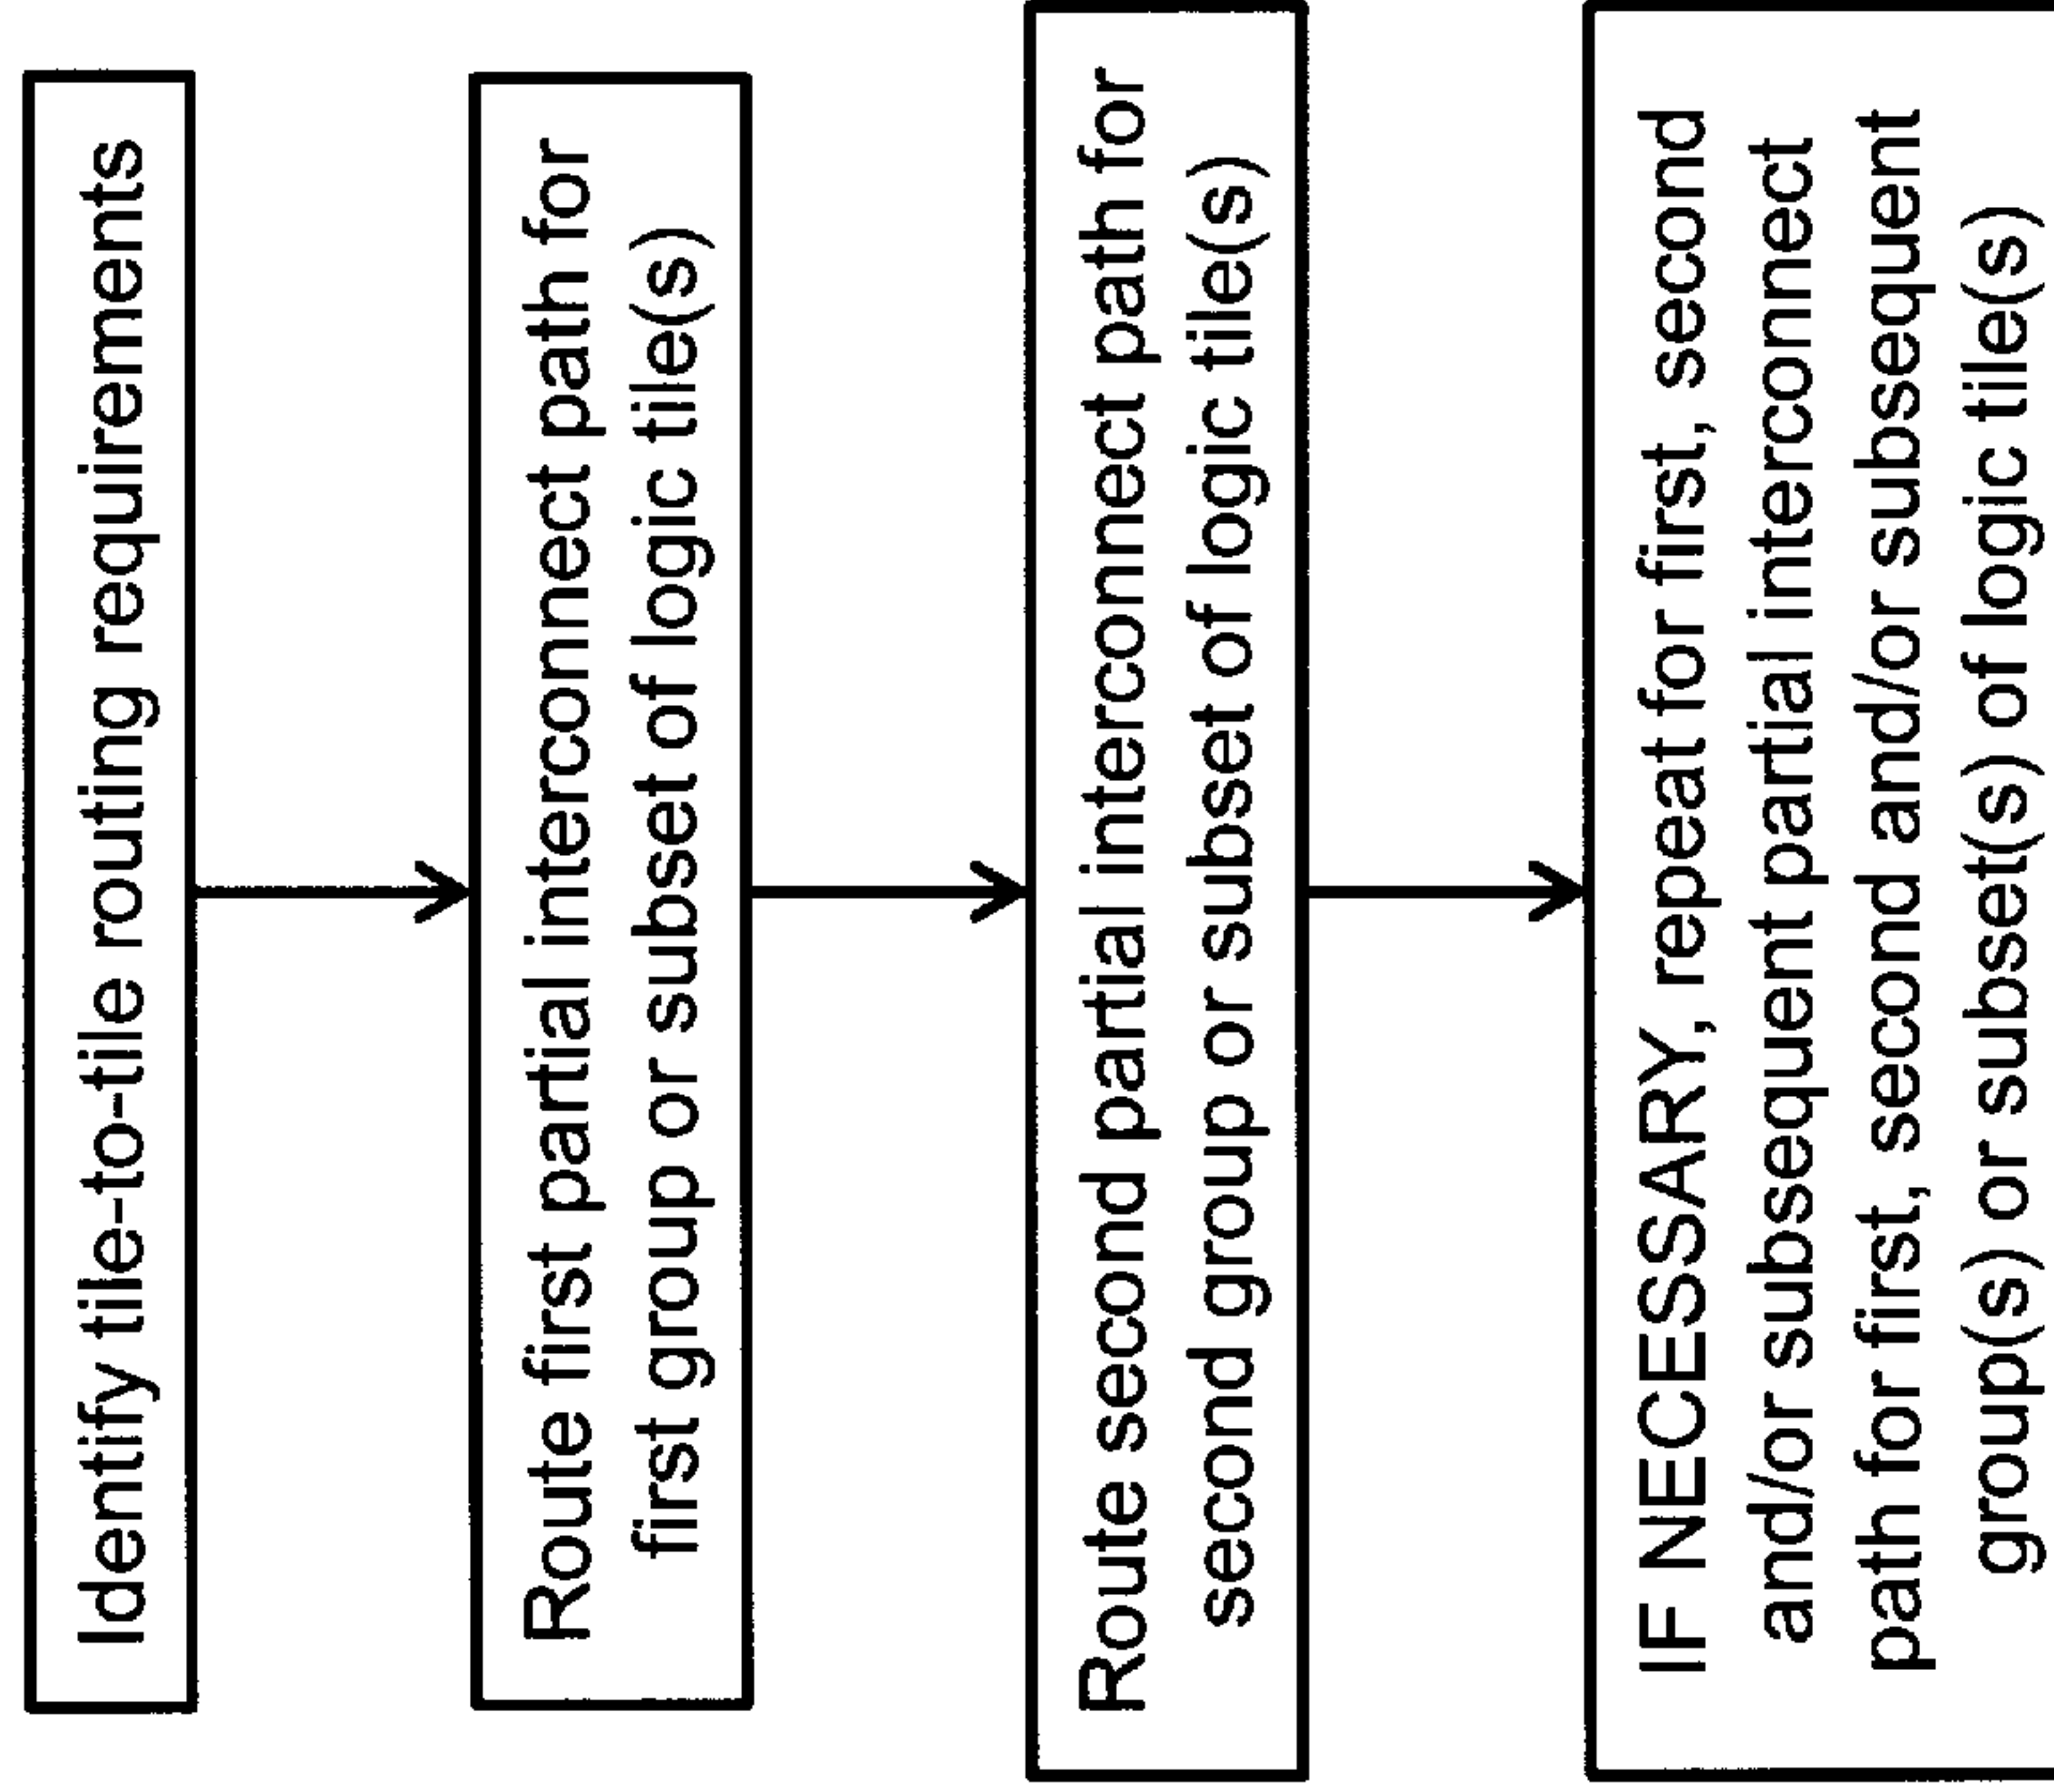 Identify tile-to-tile routing requirements
Route first partial interconnect path for
first group or subset of logic tile(s)
Route second partial interconnect path for
second group or subset of logic tile(s)
IF NECESSARY, repeat for first, second
and/or subsequent partial interconnect
path for first, second and/or subsequent
group(s) or subset(s) of logic tile(s)